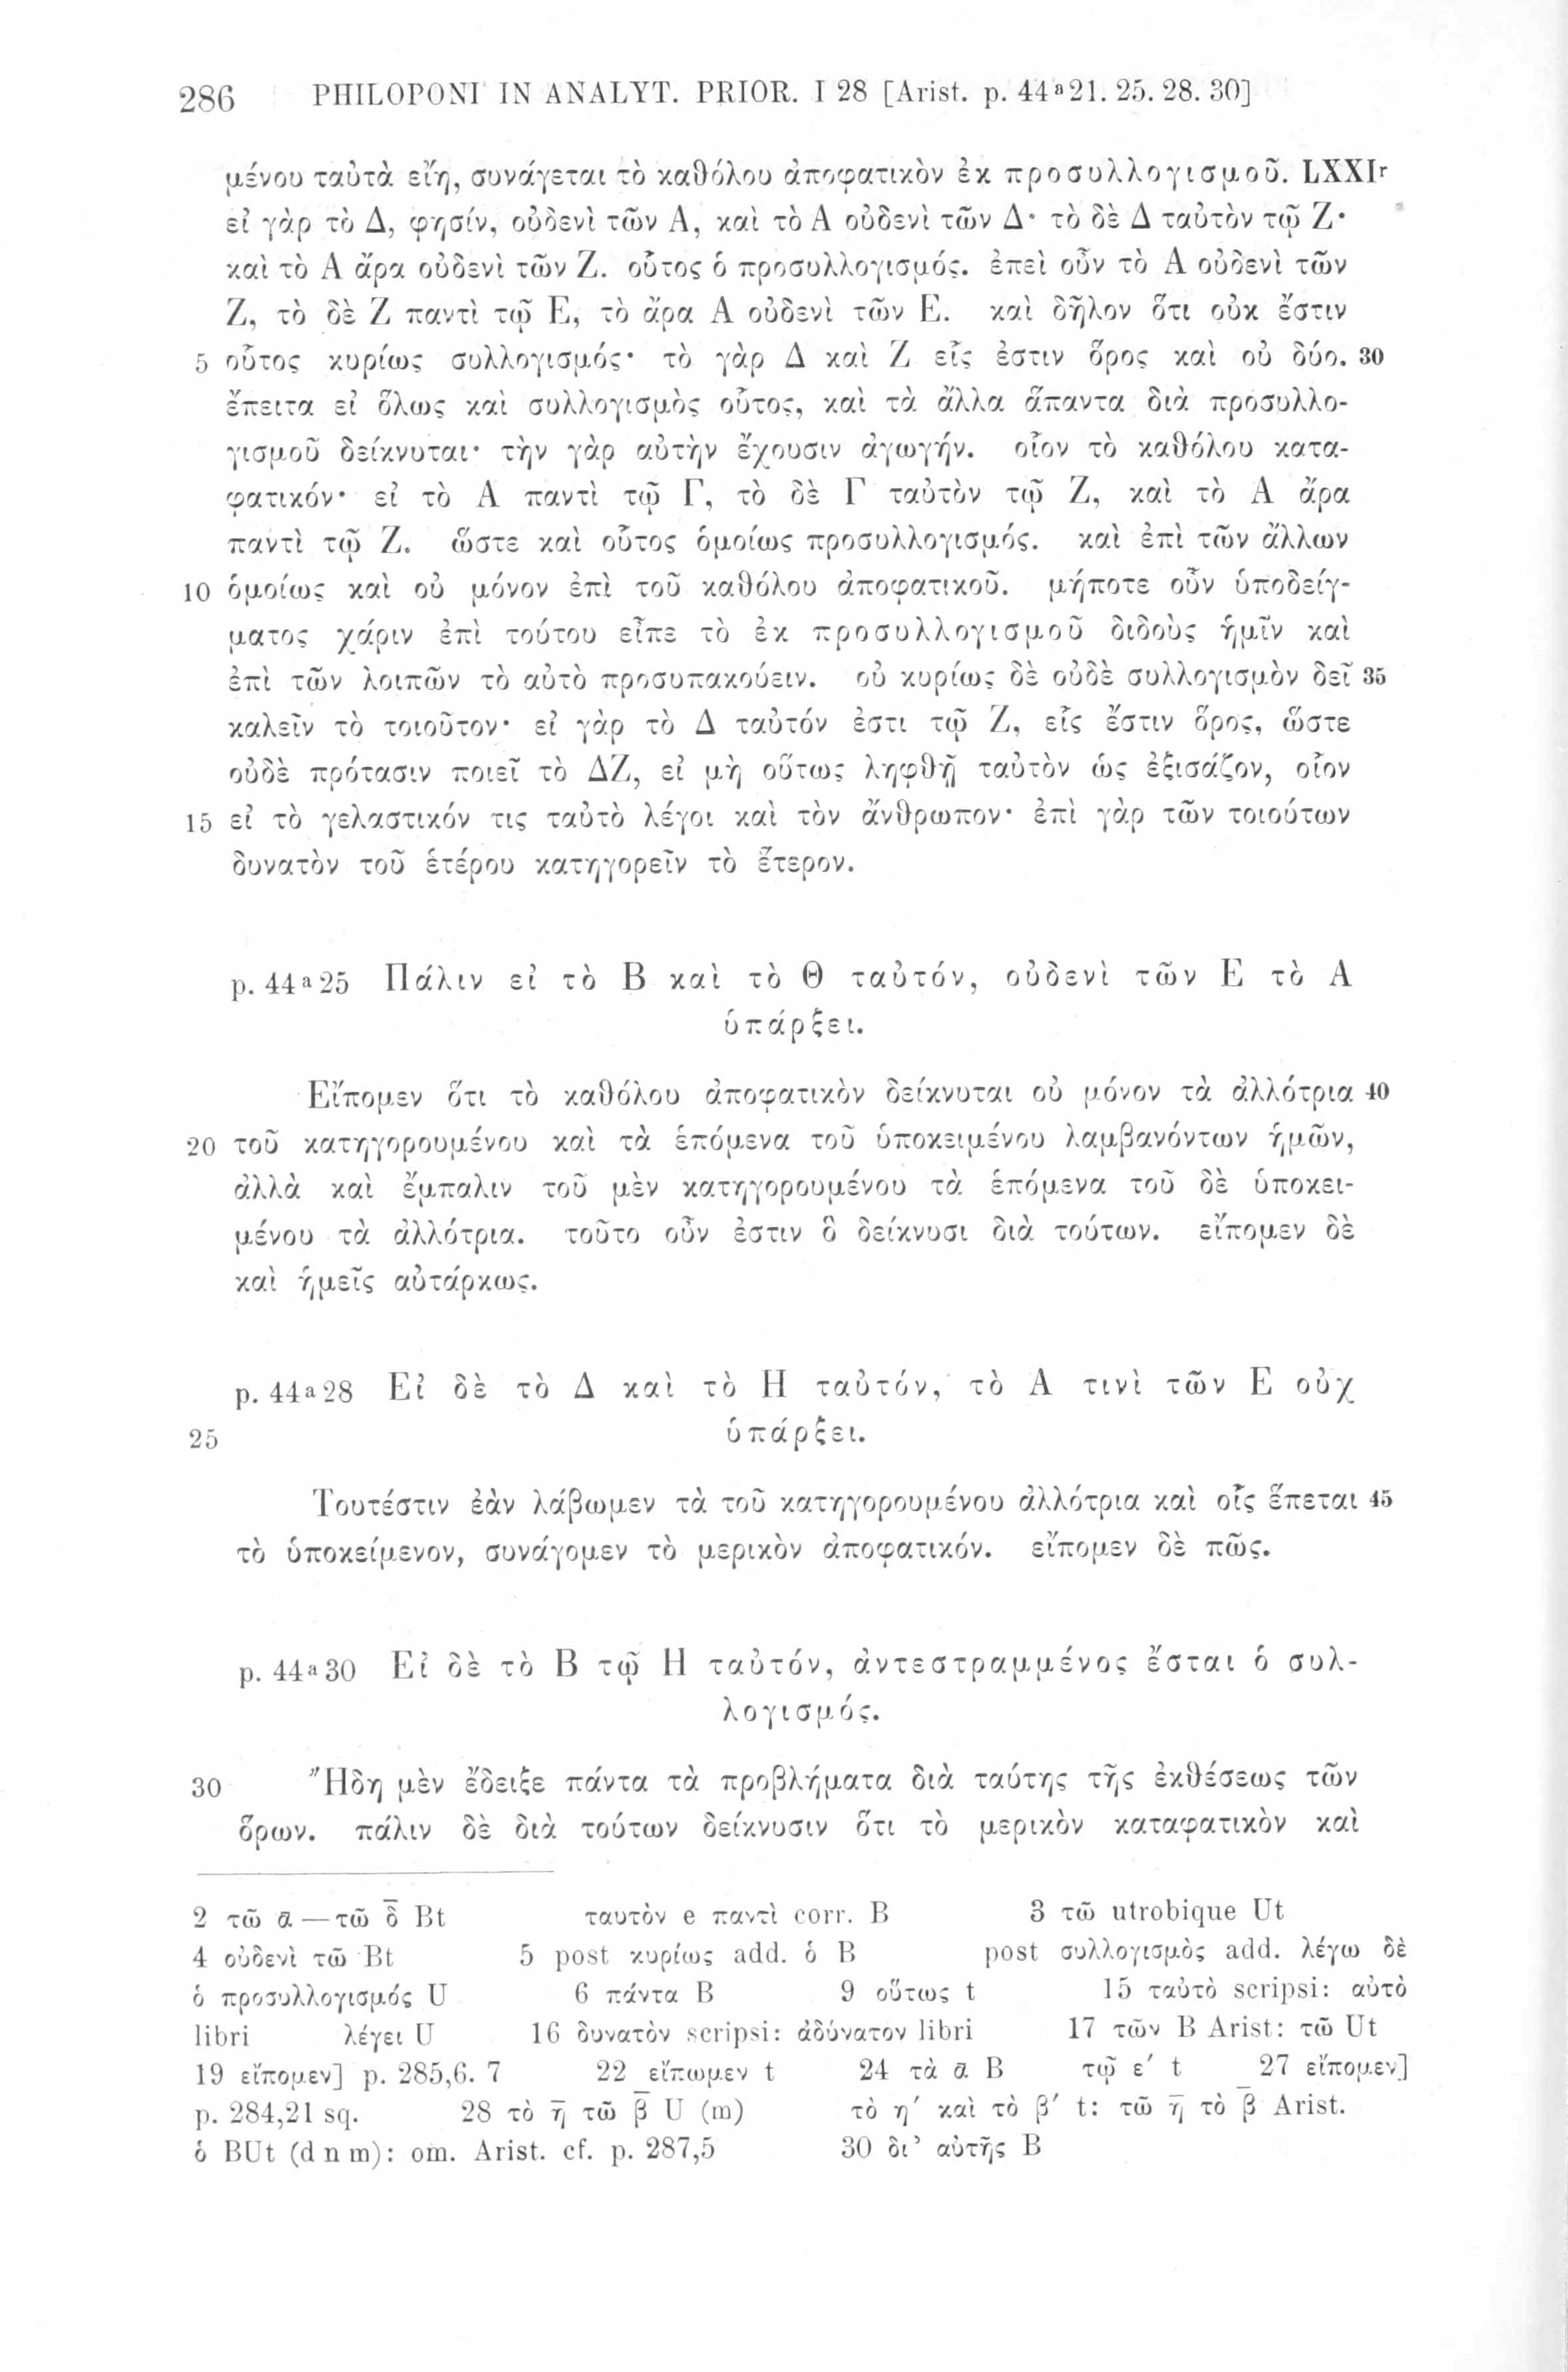 286 PHILOPONI IN ANALYT. PRIOR. I 28 [Arist. p. 44ᵃ21. 25. 28. 30]
μένου ταὐτὰ εἴη, συνάγεται τὸ καθόλου ἀποφατικὸν ἐκ προσυλλογισμοῦ. LXXIʳ
εἰ γὰρ τὸ Δ, φησίν, οὐδενὶ τῶν Α, καὶ τὸ Α οὐδενὶ τῶν Δ· τὸ δὲ Δ ταὐτὸν τῷ Ζ·
καὶ τὸ Α ἄρα οὐδενὶ τῶν Ζ. οὗτος ὁ προσυλλογισμός. ἐπεὶ οὖν τὸ Α οὐδενὶ τῶν
Ζ, τὸ δὲ Ζ παντὶ τῷ Ε, τὸ ἄρα Α οὐδενὶ τῶν Ε. καὶ δῆλον ὅτι οὐκ ἔστιν
5 οὗτος κυρίως συλλογισμός· τὸ γὰρ Δ καὶ Ζ εἷς ἐστιν ὅρος καὶ οὐ δύο. 30
ἔπειτα εἰ ὅλως καὶ συλλογισμὸς οὗτος, καὶ τὰ ἄλλα ἅπαντα διὰ προσυλλο-
γισμοῦ δείκνυται· τὴν γὰρ αὐτὴν ἔχουσιν ἀγωγήν. οἷον τὸ καθόλου κατα-
φατικόν· εἰ τὸ Α παντὶ τῷ Γ, τὸ δὲ Γ ταὐτὸν τῷ Ζ, καὶ τὸ Α ἄρα
παντὶ τῷ Ζ. ὥστε καὶ οὗτος ὁμοίως προσυλλογισμός. καὶ ἐπὶ τῶν ἄλλων
10 ὁμοίως καὶ οὐ μόνον ἐπὶ τοῦ καθόλου ἀποφατικοῦ. μήποτε οὖν ὑποδείγ-
ματος χάριν ἐπὶ τούτου εἶπε τὸ ἐκ προσυλλογισμοῦ διδοὺς ἡμῖν καὶ
ἐπὶ τῶν λοιπῶν τὸ αὐτὸ προσυπακούειν. οὐ κυρίως δὲ οὐδὲ συλλογισμὸν δεῖ 35
καλεῖν τὸ τοιοῦτον· εἰ γὰρ τὸ Δ ταὐτόν ἐστι τῷ Ζ, εἷς ἔστιν ὅρος, ὥστε
οὐδὲ πρότασιν ποιεῖ τὸ ΔΖ, εἰ μὴ οὕτως ληφθῇ ταὐτὸν ὡς ἐξισάζον, οἷον
15 εἰ τὸ γελαστικόν τις ταὐτὸ λέγοι καὶ τὸν ἄνθρωπον· ἐπὶ γὰρ τῶν τοιούτων
δυνατὸν τοῦ ἑτέρου κατηγορεῖν τὸ ἕτερον.
p. 44ᵃ25 Πάλιν εἰ τὸ Β καὶ τὸ Θ ταὐτόν, οὐδενὶ τῶν Ε τὸ Α
ὑπάρξει.
Εἴπομεν ὅτι τὸ καθόλου ἀποφατικὸν δείκνυται οὐ μόνον τὰ ἀλλότρια 40
20 τοῦ κατηγορουμένου καὶ τὰ ἑπόμενα τοῦ ὑποκειμένου λαμβανόντων ἡμῶν,
ἀλλὰ καὶ ἔμπαλιν τοῦ μὲν κατηγορουμένου τὰ ἑπόμενα τοῦ δὲ ὑποκει-
μένου τὰ ἀλλότρια. τοῦτο οὖν ἐστιν ὃ δείκνυσι διὰ τούτων. εἴπομεν δὲ
καὶ ἡμεῖς αὐτάρκως.
p. 44ᵃ28 Εἰ δὲ τὸ Δ καὶ τὸ Η ταὐτόν, τὸ Α τινὶ τῶν Ε οὐχ
25 ὑπάρξει.
Τουτέστιν ἐὰν λάβωμεν τὰ τοῦ κατηγορουμένου ἀλλότρια καὶ οἷς ἕπεται 45
τὸ ὑποκείμενον, συνάγομεν τὸ μερικὸν ἀποφατικόν. εἴπομεν δὲ πῶς.
p. 44ᵃ30 Εἰ δὲ τὸ Β τῷ Η ταὐτόν, ἀντεστραμμένος ἔσται ὁ συλ-
λογισμός.
30 Ἤδη μὲν ἔδειξε πάντα τὰ προβλήματα διὰ ταύτης τῆς ἐκθέσεως τῶν
ὅρων. πάλιν δὲ διὰ τούτων δείκνυσιν ὅτι τὸ μερικὸν καταφατικὸν καὶ
2 τῶ ᾱ — τῶ δ̄ Bt ταυτὸν e παντὶ corr. B 3 τῶ utrobique Ut
4 οὐδενὶ τῶ Bt 5 post κυρίως add. ὁ B post συλλογισμὸς add. λέγω δὲ
ὁ προσυλλογισμός U 6 πάντα B 9 οὕτως t 15 ταὐτὸ scripsi: αὐτὸ
libri λέγει U 16 δυνατὸν scripsi: ἀδύνατον libri 17 τῶν B Arist: τῶ Ut
19 εἴπομεν] p. 285,6. 7 22 εἴπωμεν t 24 τὰ ᾱ B τῷ ε′ t 27 εἴπομεν]
p. 284,21 sq. 28 τὸ η̄ τῶ β̄ U (m) τὸ η′ καὶ τὸ β′ t: τῶ η̄ τὸ β̄ Arist.
ὁ BUt (d n m): om. Arist. cf. p. 287,5 30 δι’ αὐτῆς B